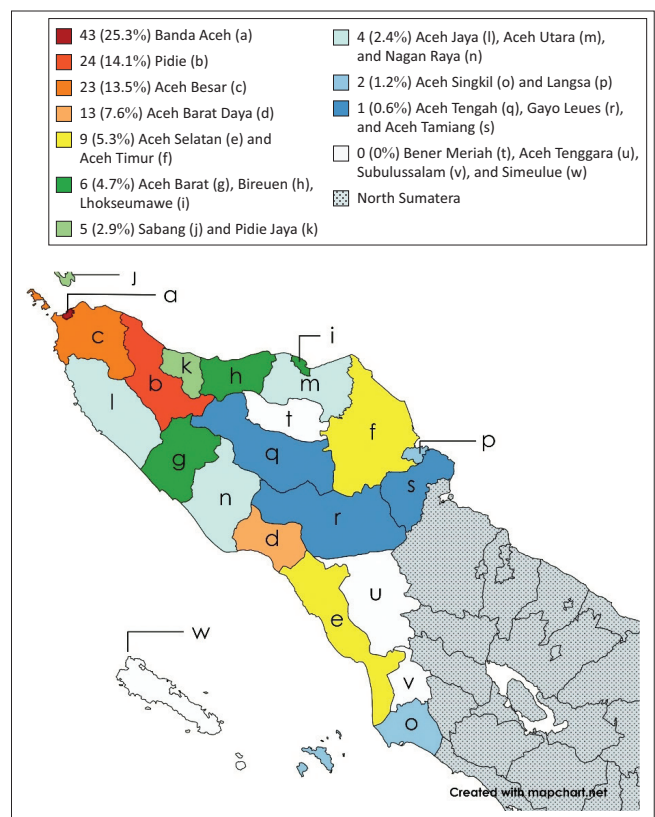 43 (25.3%) Banda Aceh (a)
24 (14.1%) Pidie (b)
23 (13.5%) Aceh Besar (c)
13 (7.6%) Aceh Barat Daya (d)
9 (5.3%) Aceh Selatan (e) and
Aceh Timur (f)
6 (4.7%) Aceh Barat (g), Bireuen (h),
Lhokseumawe (i)
5 (2.9%) Sabang (j) and Pidie Jaya (k)
4 (2.4%) Aceh Jaya (l), Aceh Utara (m),
and Nagan Raya (n)
2 (1.2%) Aceh Singkil (o) and Langsa (p)
1 (0.6%) Aceh Tengah (q), Gayo Leues (r),
and Aceh Tamiang (s)
0 (0%) Bener Meriah (t), Aceh Tenggara (u),
Subulussalam (v), and Simeulue (w)
North Sumatera
j
a
c
i
b
k
h
m
l
t
f
p
g
q
s
n
r
d
u
e
w
v
o
Created with mapchart.net